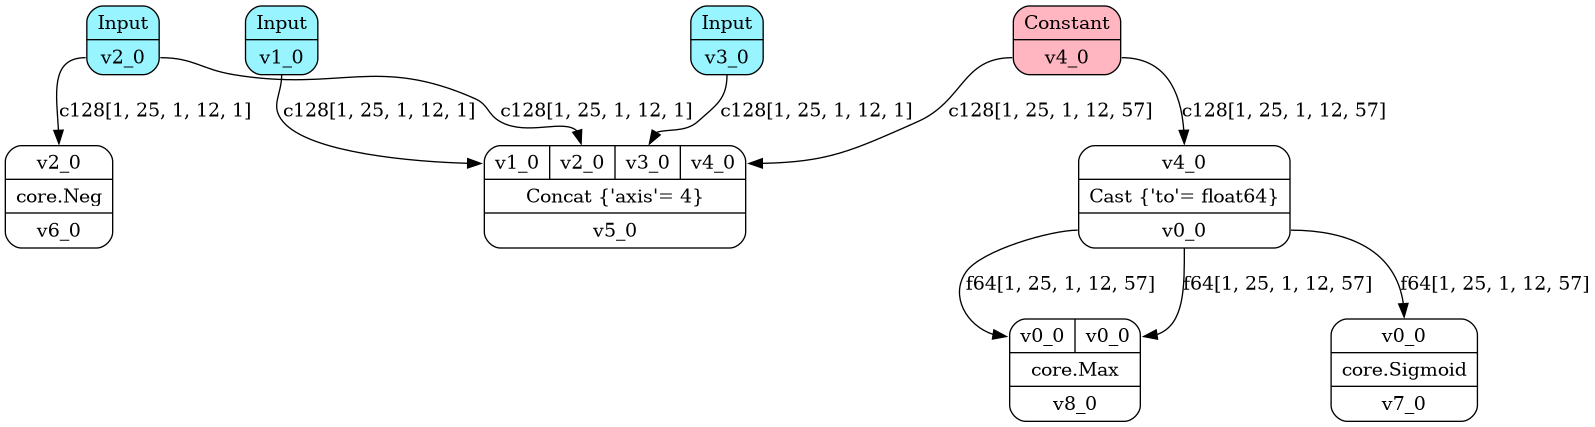 Input
v2_0
Input
v1_0
Input
v3_0
Constant
v4_0
c128[1, 25, 1, 12, 1]
c128[1, 25, 1, 12, 1]
c128[1, 25, 1, 12, 1]
c128[1, 25, 1, 12, 1]
c128[1, 25, 1, 12, 57]
c128[1, 25, 1, 12, 57]
v2_0
core.Neg
v6_0
v1_0 v2_0 v3_0 v4_0
Concat {'axis'= 4}
v5_0
v4_0
Cast {'to'= float64}
v0_0
f64[1, 25, 1, 12, 57]
f64[1, 25, 1, 12, 57]
f64[1, 25, 1, 12, 57]
v0_0 v0_0
core.Max
v8_0
v0_0
core.Sigmoid
v7_0